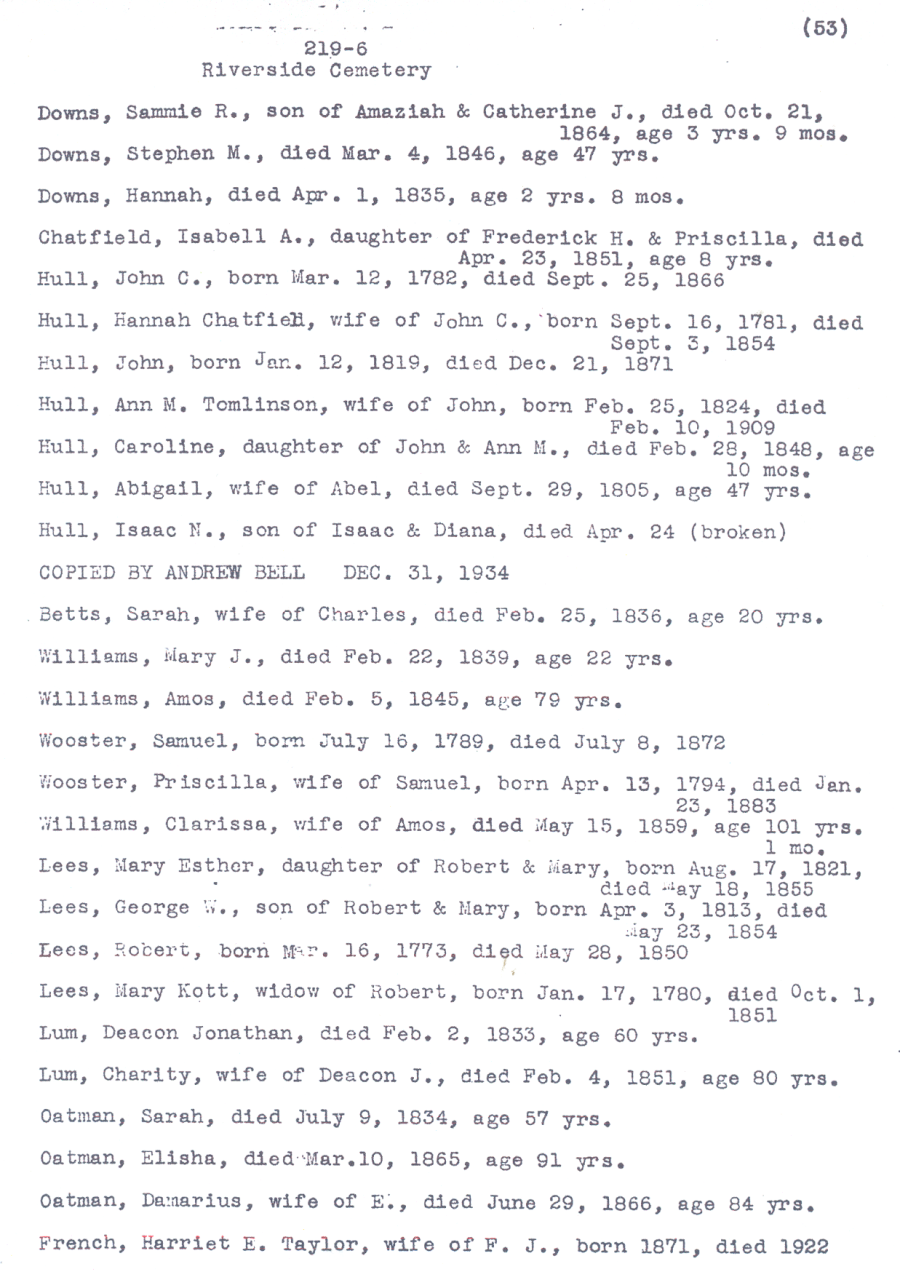 (53)
219-6
Riverside Cemetery
Downs, Sammie R., son of Amaziah & Catherine J., died Oct. 21,
1864, age 3 yrs. 9 mos.
Downs, Stephen M., died Mar. 4, 1846, age 47 yrs.
Downs, Hannah, died Apr. 1, 1835, age 2 yrs. 8 mos.
Chatfield, Isabell A., daughter of Frederick H. & Priscilla, died
Apr. 23, 1851, age 8 yrs.
Hull, John C., born Mar. 12, 1782, died Sept. 25, 1866
Hull, Hannah Chatfield, wife of John C., born Sept. 16, 1781, died
Sept. 3, 1854
Hull, John, born Jan. 12, 1819, died Dec. 21, 1871
Hull, Ann M. Tomlinson, wife of John, born Feb. 25, 1824, died
Feb. 10, 1909
Hull, Caroline, daughter of John & Ann M., died Feb. 28, 1848, age
10 mos.
Hull, Abigail, wife of Abel, died Sept. 29, 1805, age 47 yrs.
Hull, Isaac N., son of Isaac & Diana, died Apr. 24 (broken)
COPIED BY ANDREW BELL DEC. 31, 1934
Betts, Sarah, wife of Charles, died Feb. 25, 1836, age 20 yrs.
Williams, Mary J., died Feb. 22, 1839, age 22 yrs.
Williams, Amos, died Feb. 5, 1845, age 79 yrs.
Wooster, Samuel, born July 16, 1789, died July 8, 1872
Wooster, Priscilla, wife of Samuel, born Apr. 13, 1794, died Jan.
23, 1883
Williams, Clarissa, wife of Amos, died May 15, 1859, age 101 yrs.
1 mo.
Lees, Mary Esther, daughter of Robert & Mary, born Aug. 17, 1821,
died May 18, 1855
Lees, George W., son of Robert & Mary, born Apr. 3, 1813, died
May 23, 1854
Lees, Robert, born Mar. 16, 1773, died May 28, 1850
Lees, Mary Kott, widow of Robert, born Jan. 17, 1780, died Oct. 1,
1851
Lum, Deacon Jonathan, died Feb. 2, 1833, age 60 yrs.
Lum, Charity, wife of Deacon J., died Feb. 4, 1851, age 80 yrs.
Oatman, Sarah, died July 9, 1834, age 57 yrs.
Oatman, Elisha, died Mar.10, 1865, age 91 yrs.
Oatman, Damarius, wife of E., died June 29, 1866, age 84 yrs.
French, Harriet E. Taylor, wife of F. J., born 1871, died 1922